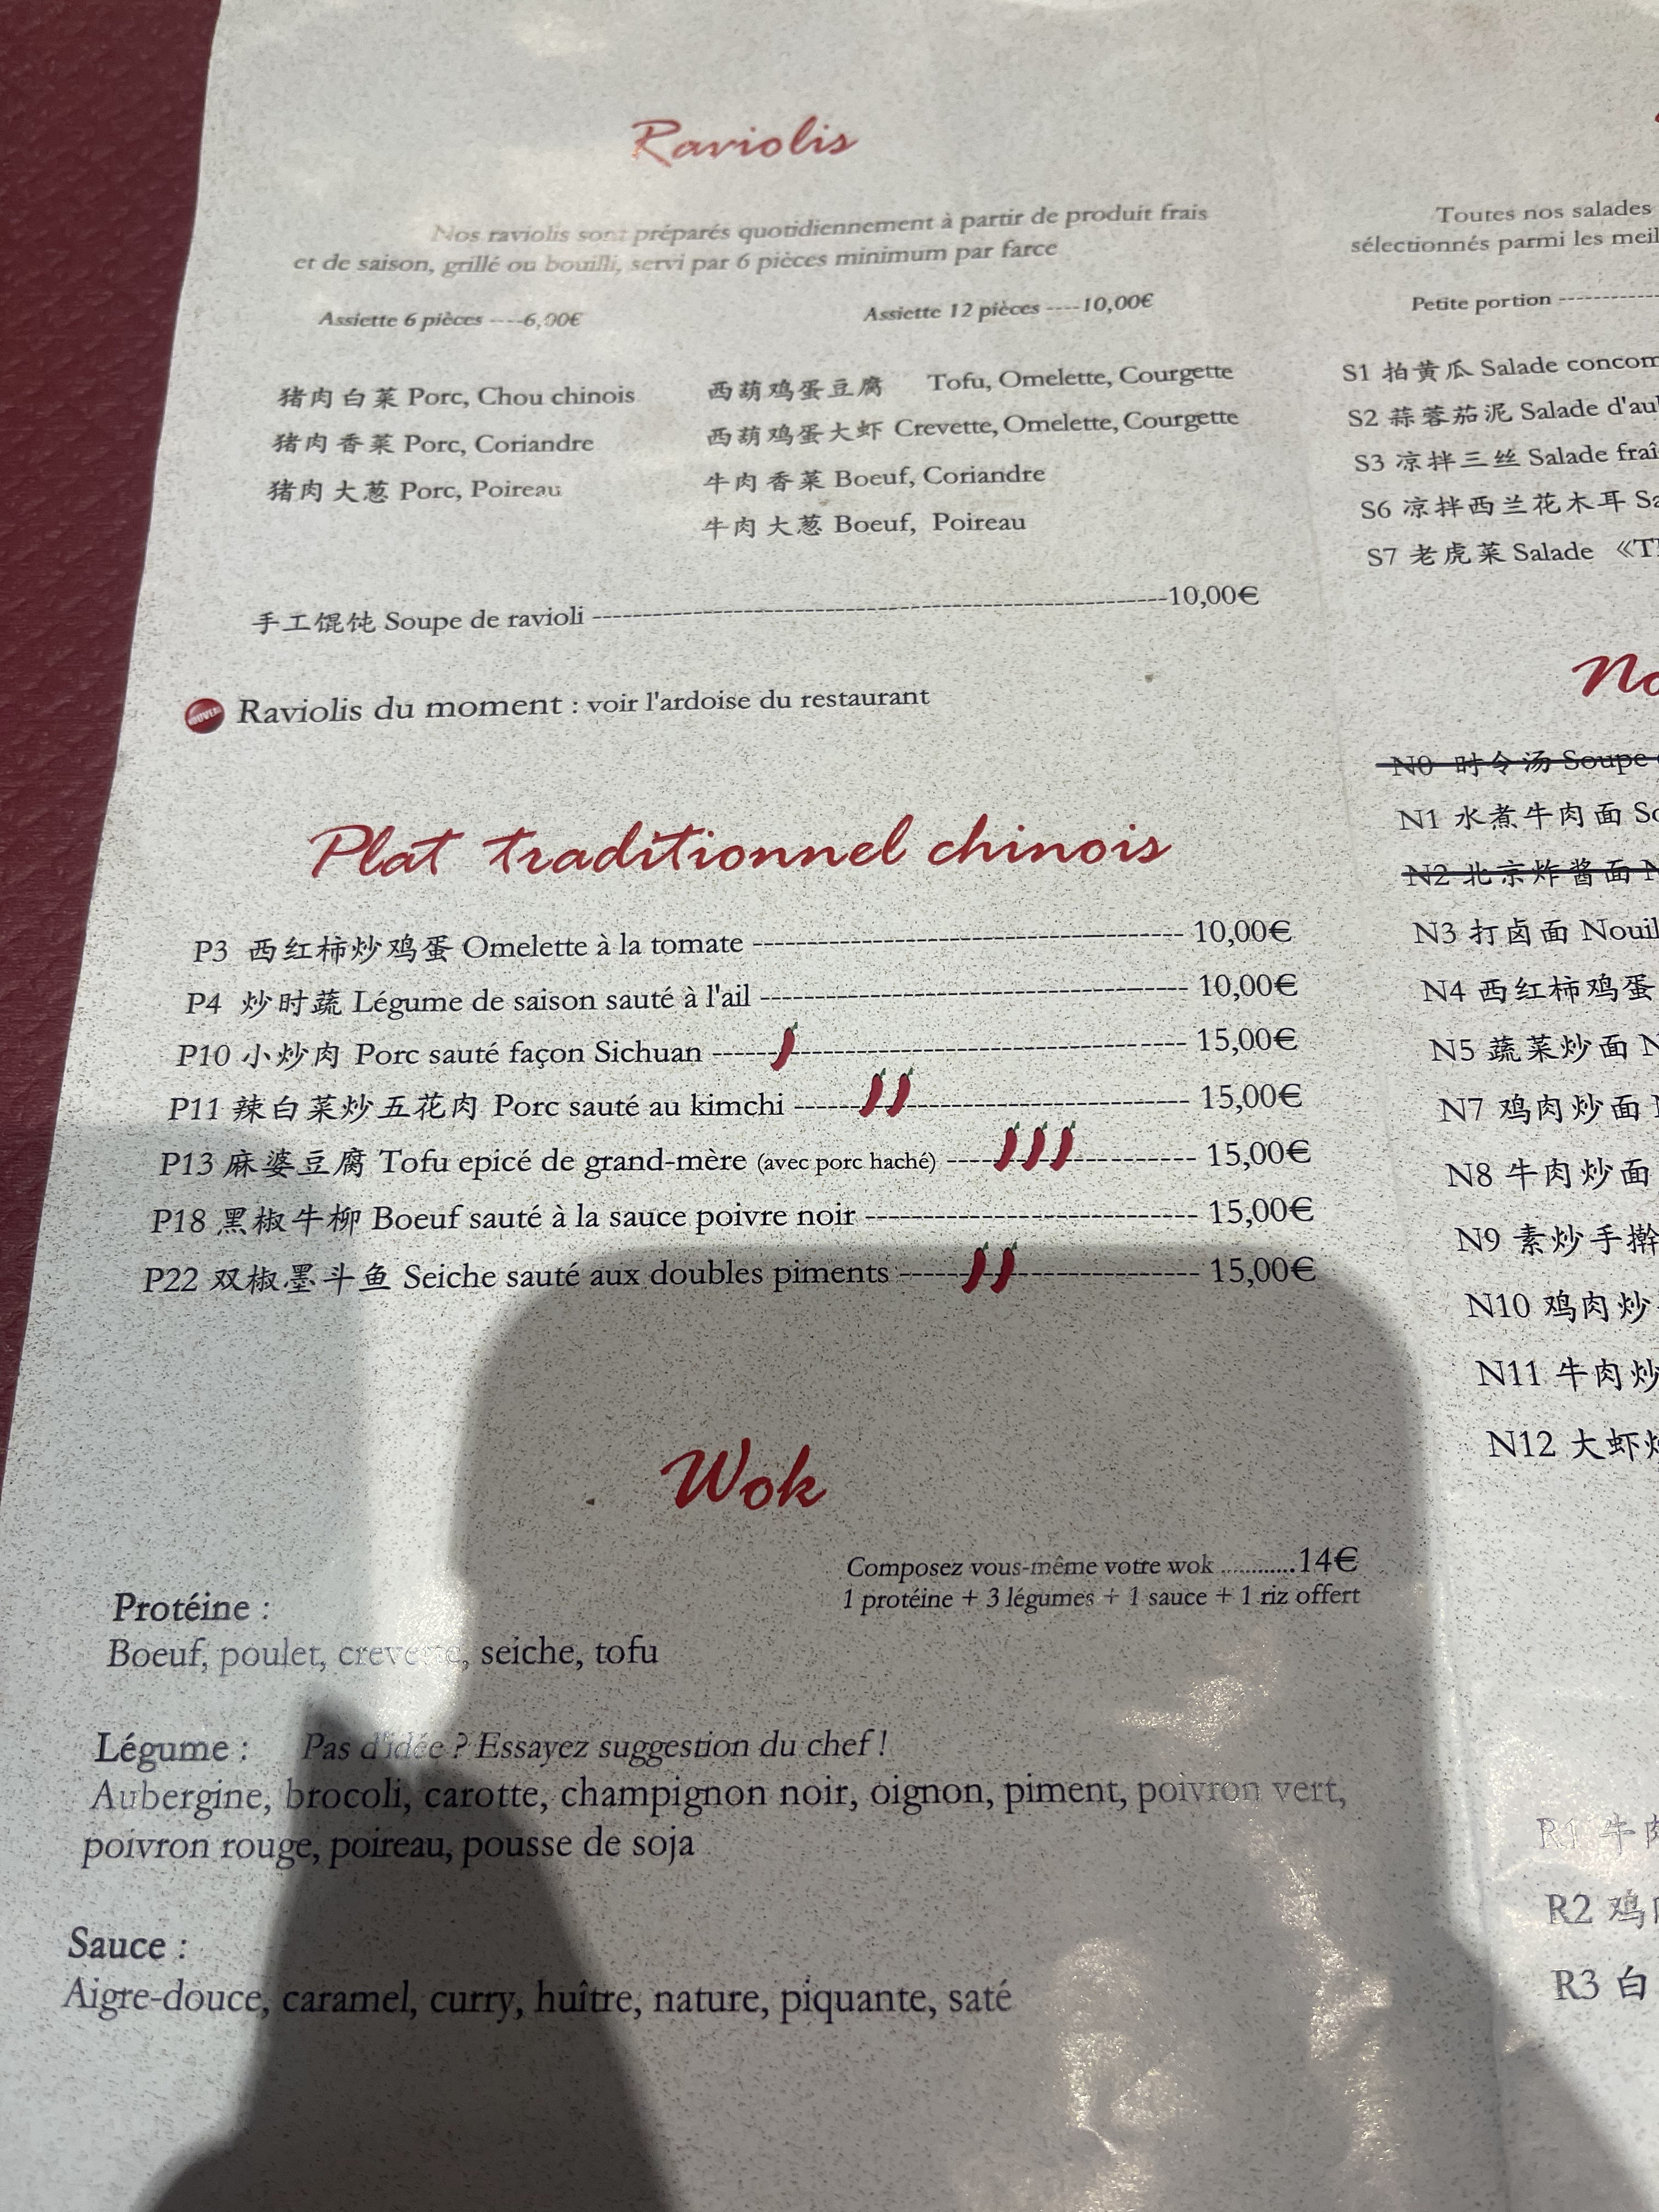 Raviolis
Nos raviolis sont préparés quotidiennement à partir de produit frais
et de saison, grillé ou bouilli, servi par 6 pièces minimum par farce
Assiette 6 pièces ----6,00€
Assiette 12 pièces ----10,00€
猪肉白菜 Porc, Chou chinois
猪肉香菜 Porc, Coriandre
猪肉大葱 Porc, Poireau
西葫鸡蛋豆腐 Tofu, Omelette, Courgette
西葫鸡蛋大虾 Crevette, Omelette, Courgette
牛肉香菜 Boeuf, Coriandre
牛肉大葱 Boeuf, Poireau
手工馄饨 Soupe de ravioli ----10,00€
Raviolis du moment : voir l'ardoise du restaurant
Plat traditionnel chinois
P3 西红柿炒鸡蛋 Omelette à la tomate ---- 10,00€
P4 炒时蔬 Légume de saison sauté à l'ail ---- 10,00€
P10 小炒肉 Porc sauté façon Sichuan ---- 15,00€
P11 辣白菜炒五花肉 Porc sauté au kimchi ---- 15,00€
P13 麻婆豆腐 Tofu epicé de grand-mère (avec porc haché) ---- 15,00€
P18 黑椒牛柳 Boeuf sauté à la sauce poivre noir ---- 15,00€
P22 双椒墨斗鱼 Seiche sauté aux doubles piments ---- 15,00€
Wok
Composez vous-même votre wok ...........14€
1 protéine + 3 légumes + 1 sauce + 1 riz offert
Protéine :
Boeuf, poulet, crevette, seiche, tofu
Légume : Pas d'idée ? Essayez suggestion du chef !
Aubergine, brocoli, carotte, champignon noir, oignon, piment, poivron vert,
poivron rouge, poireau, pousse de soja
Sauce :
Aigre-douce, caramel, curry, huître, nature, piquante, saté
Toutes nos salades
sélectionnés parmi les
Petite portion ----
S1 拍黄瓜 Salade
S2 蒜蓉茄泥 Salade
S3 凉拌三丝 Salade
S6 凉拌西兰花木耳
S7 老虎菜 Salade
N0 时令汤 Soupe
N1 水煮牛肉面
N2 北京炸酱面
N3 打卤面
N4 西红柿鸡蛋
N5 蔬菜炒面
N7 鸡肉炒面
N8 牛肉炒面
N9 素炒手擀
N10 鸡肉炒
N11 牛肉炒
N12 大虾
R1 牛
R2 鸡
R3 白